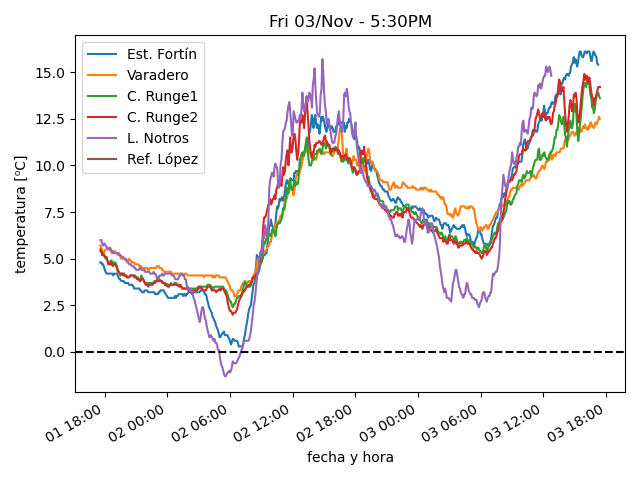 Fri 03/Nov - 5:30PM
Est. Fortín
Varadero
C. Runge1
C. Runge2
L. Notros
Ref. López
temperatura [ºC]
15.0
12.5
10.0
7.5
5.0
2.5
0.0
01 18:00
02 00:00
02 06:00
02 12:00
02 18:00
03 00:00
03 06:00
03 12:00
03 18:00
fecha y hora